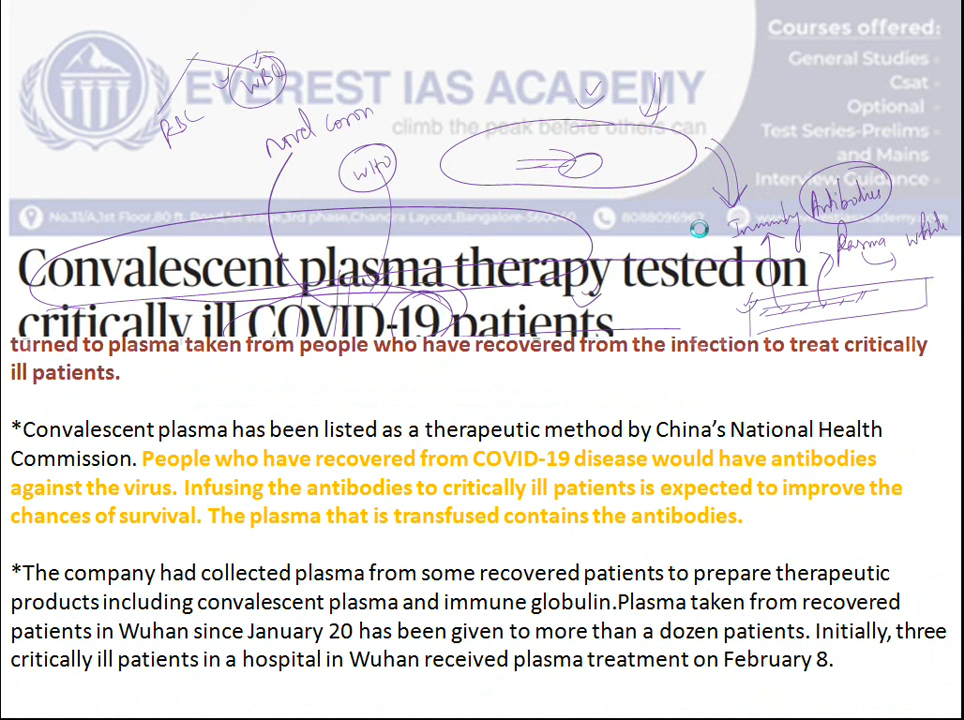 Courses offered:
General Studies
Csat
Optional
Test Series-Prelims
and Mains
Interview Guidance
EVEREST IAS ACADEMY
climb the peak before others can
RBC
WBC
Novel Coron
WHO
Immunity
Antibodies
Plasma white
Convalescent plasma therapy tested on
critically ill COVID-19 patients
turned to plasma taken from people who have recovered from the infection to treat critically
ill patients.
*Convalescent plasma has been listed as a therapeutic method by China's National Health
Commission. People who have recovered from COVID-19 disease would have antibodies
against the virus. Infusing the antibodies to critically ill patients is expected to improve the
chances of survival. The plasma that is transfused contains the antibodies.
*The company had collected plasma from some recovered patients to prepare therapeutic
products including convalescent plasma and immune globulin.Plasma taken from recovered
patients in Wuhan since January 20 has been given to more than a dozen patients. Initially, three
critically ill patients in a hospital in Wuhan received plasma treatment on February 8.